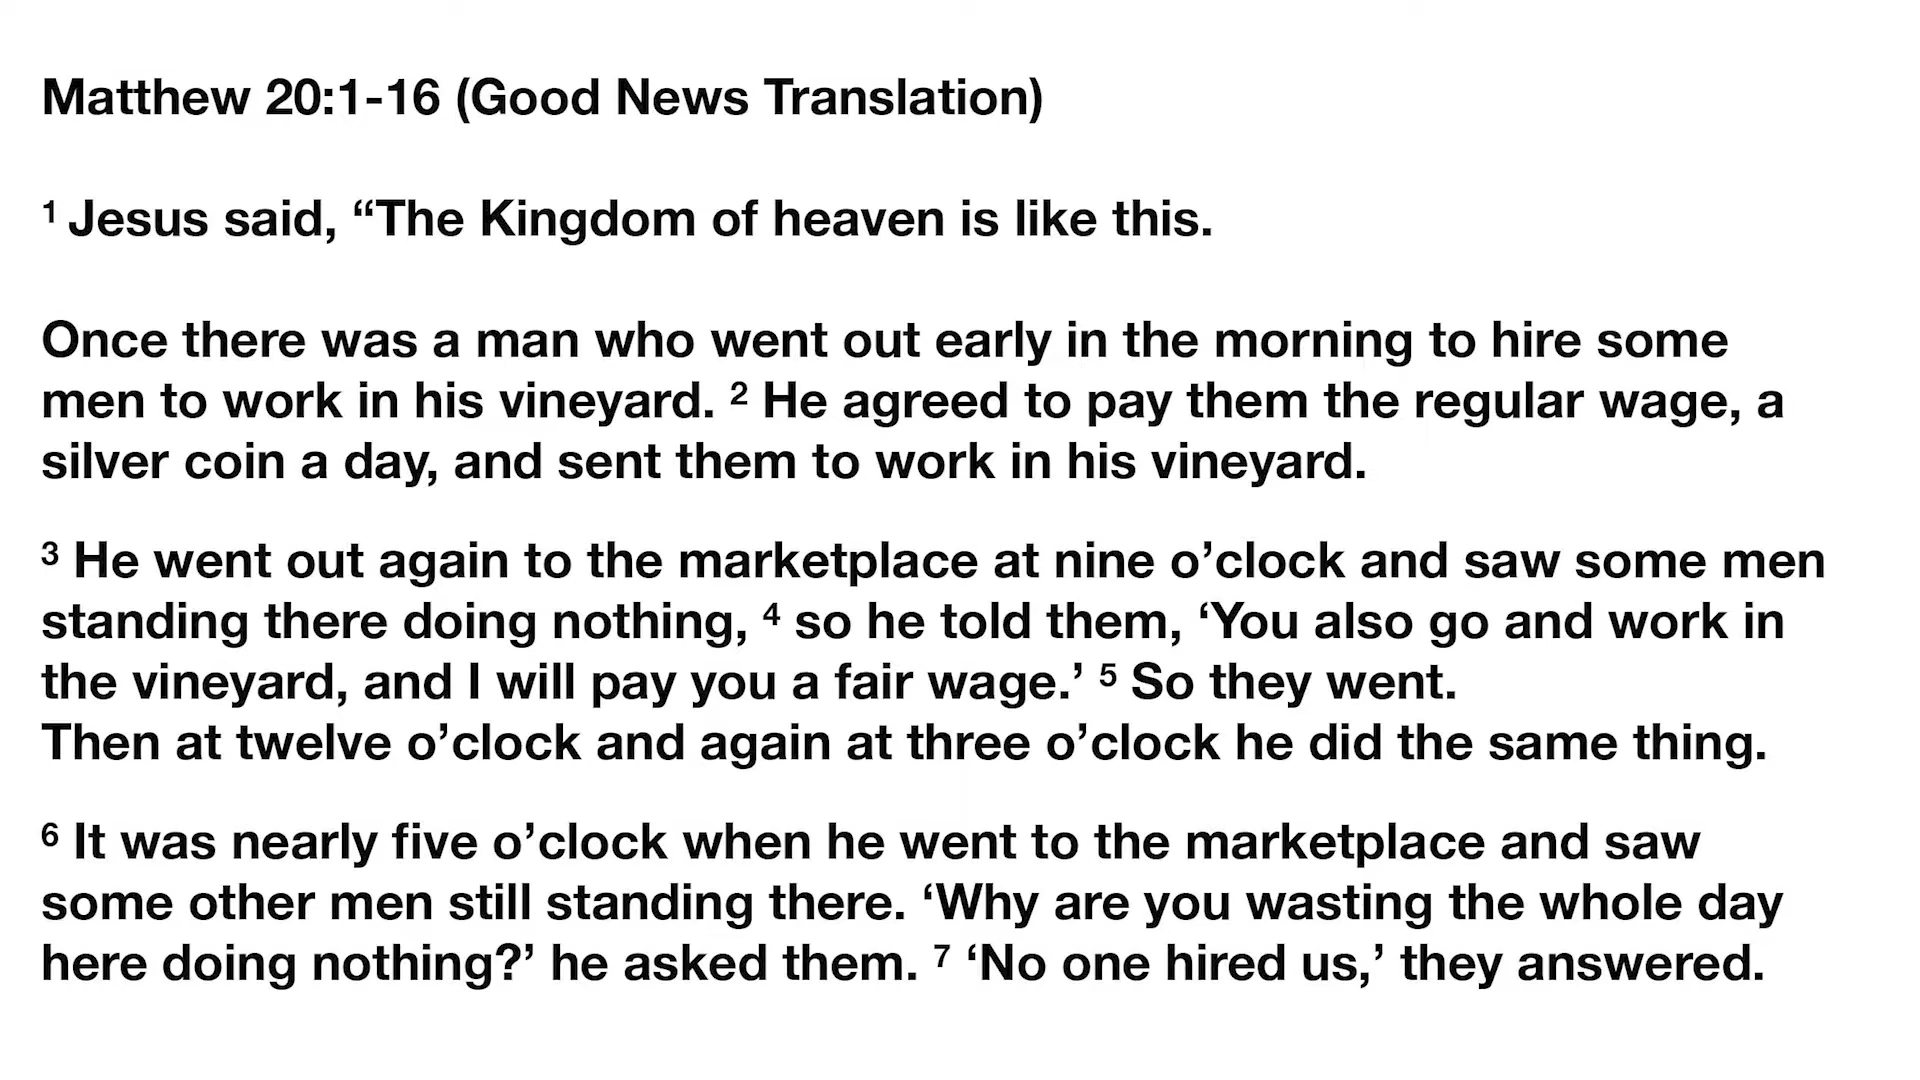 Matthew 20:1-16 (Good News Translation)
¹ Jesus said, “The Kingdom of heaven is like this.
Once there was a man who went out early in the morning to hire some
men to work in his vineyard. ² He agreed to pay them the regular wage, a
silver coin a day, and sent them to work in his vineyard.
³ He went out again to the marketplace at nine o’clock and saw some men
standing there doing nothing, ⁴ so he told them, ‘You also go and work in
the vineyard, and I will pay you a fair wage.’ ⁵ So they went.
Then at twelve o’clock and again at three o’clock he did the same thing.
⁶ It was nearly five o’clock when he went to the marketplace and saw
some other men still standing there. ‘Why are you wasting the whole day
here doing nothing?’ he asked them. ⁷ ‘No one hired us,’ they answered.